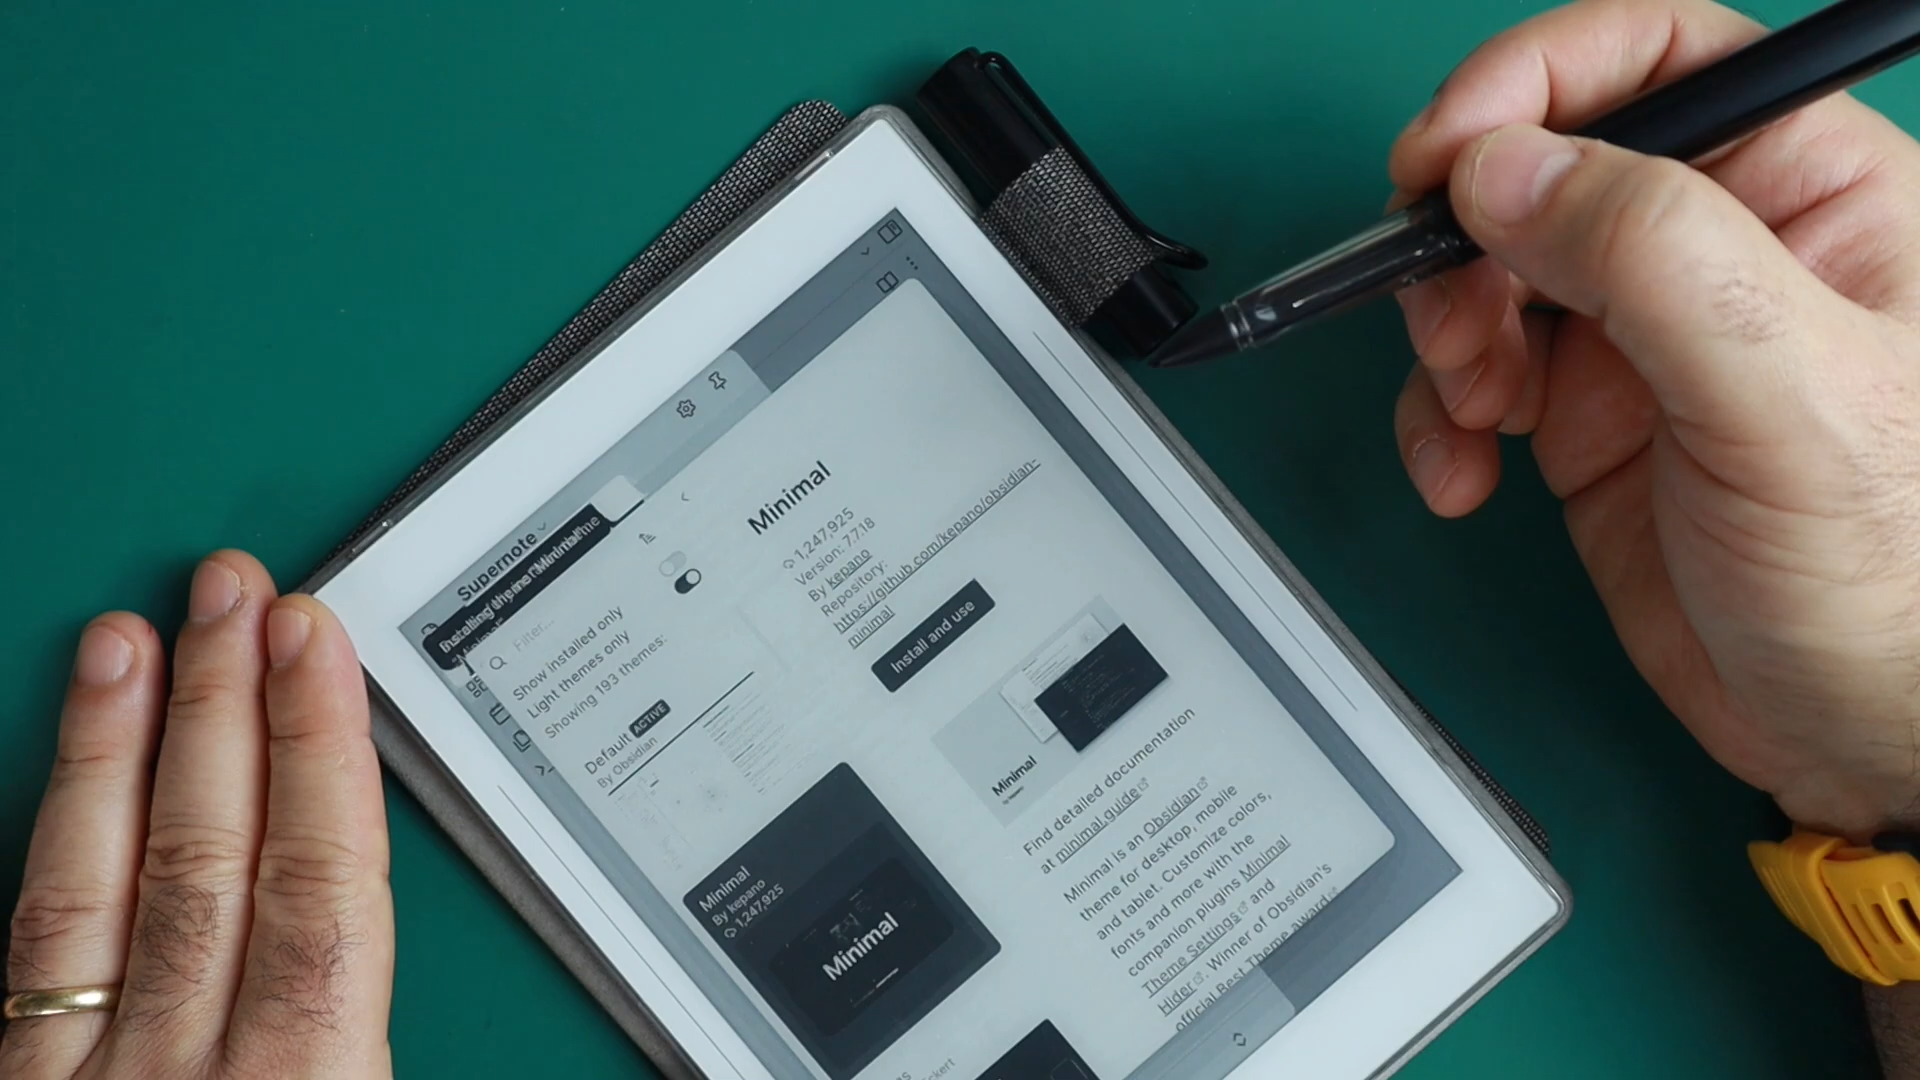 Supernote
Filter...
Show installed only
Light themes only
Showing 193 themes:
Default ACTIVE
By Obsidian
Minimal
By kepano
1,247,925
Minimal
Minimal
1,247,925
Version: 7.7.18
By kepano
Repository:
https://github.com/kepano/obsidian-
minimal
Install and use
Minimal
Find detailed documentation
at minimal.guide
Minimal is an Obsidian
theme for desktop, mobile
and tablet. Customize colors,
fonts and more with the
companion plugins Minimal
Theme Settings and
Hider. Winner of Obsidian's
official Best Theme awards